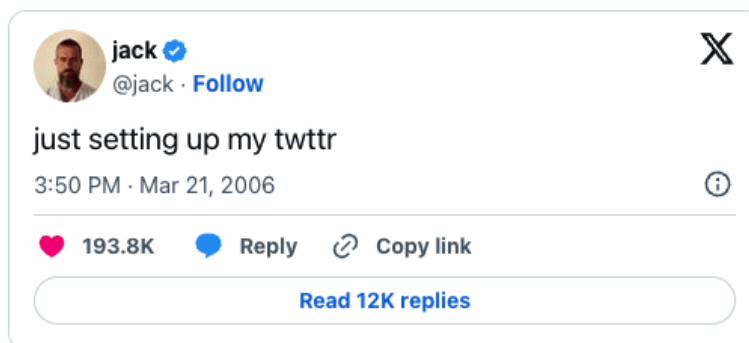 jack
@jack · Follow
just setting up my twttr
3:50 PM · Mar 21, 2006
193.8K Reply Copy link
Read 12K replies